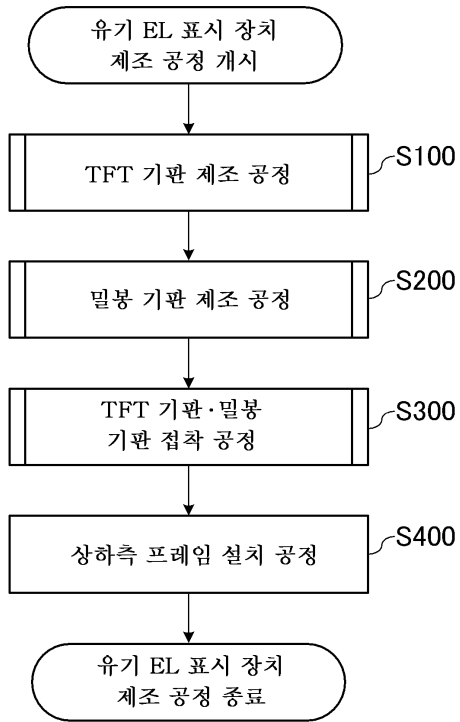 유기 EL 표시 장치
제조 공정 개시
TFT 기판 제조 공정
S100
밀봉 기판 제조 공정
S200
TFT 기판·밀봉
기판 접착 공정
S300
상하측 프레임 설치 공정
S400
유기 EL 표시 장치
제조 공정 종료